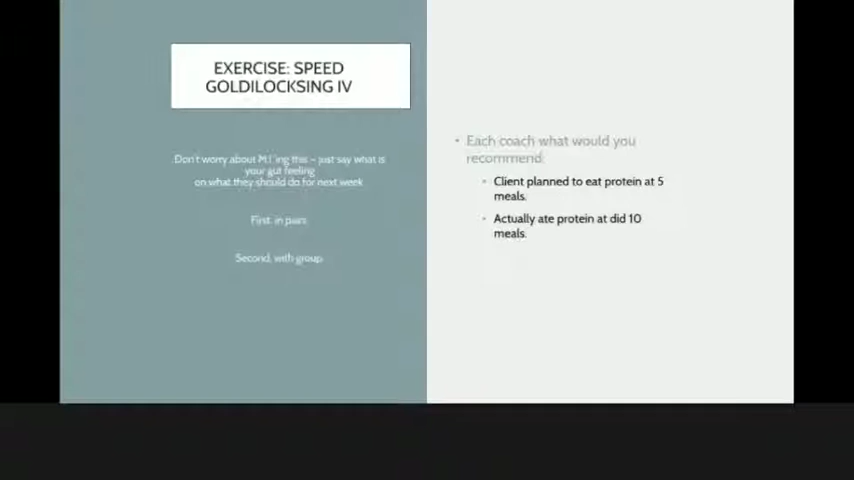 EXERCISE: SPEED
GOLDILOCKSING IV
Don't worry about M.I.'ing this – just say what is
your gut feeling
on what they should do for next week
First, in pairs
Second, with group
• Each coach what would you
recommend:
• Client planned to eat protein at 5
meals.
• Actually ate protein at did 10
meals.